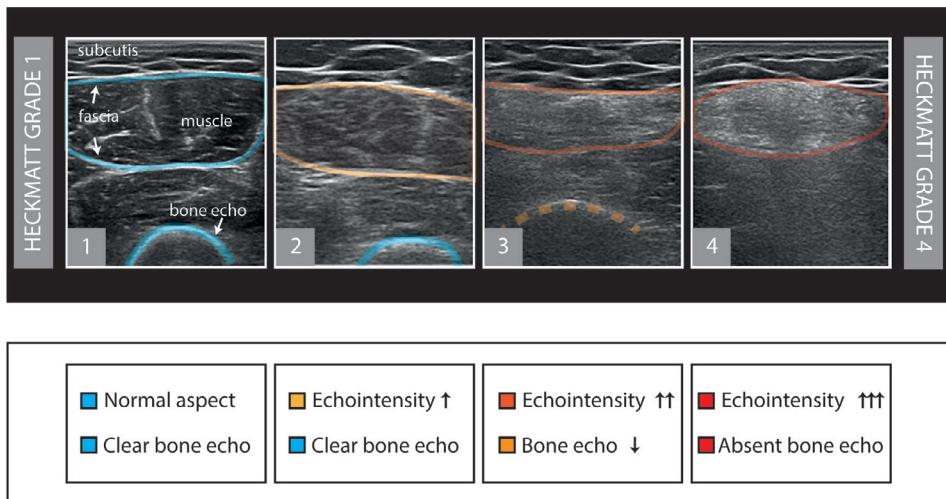 HECKMATT GRADE 1
subcutis
fascia
muscle
bone echo
1
2
3
4
HECKMATT GRADE 4
Normal aspect
Clear bone echo
Echointensity ↑
Clear bone echo
Echointensity ↑↑
Bone echo ↓
Echointensity ↑↑↑
Absent bone echo